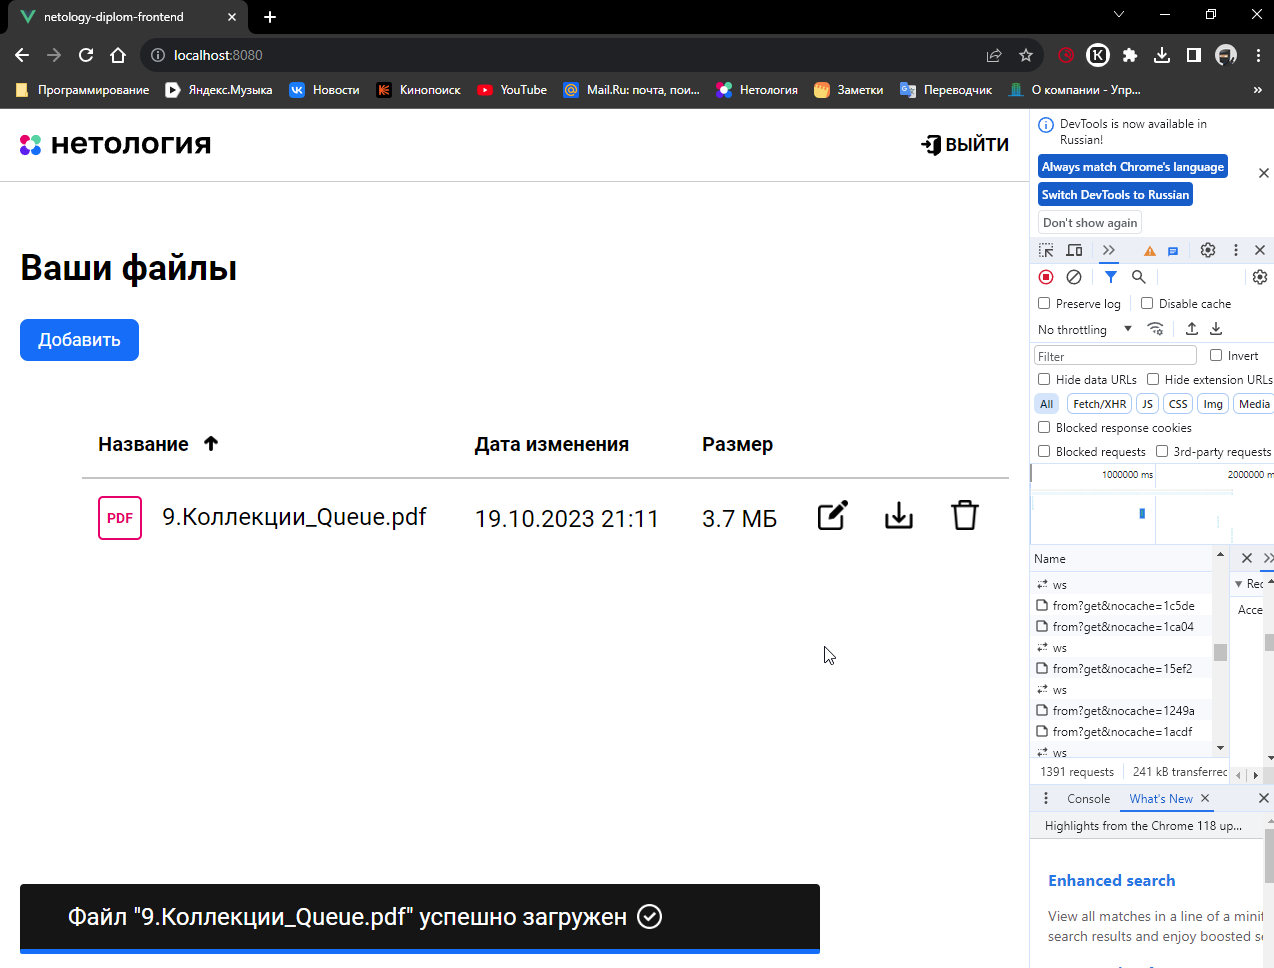 netology-diplom-frontend
localhost:8080
Программирование
Яндекс.Музыка
Новости
Кинопоиск
YouTube
Mail.Ru: почта, пои...
Нетология
Заметки
Переводчик
О компании - Упр...
нетология
ВЫЙТИ
Ваши файлы
Добавить
Название
Дата изменения
Размер
PDF
9.Коллекции_Queue.pdf
19.10.2023 21:11
3.7 МБ
Файл "9.Коллекции_Queue.pdf" успешно загружен
DevTools is now available in
Russian!
Always match Chrome's language
Switch DevTools to Russian
Don't show again
Preserve log
Disable cache
No throttling
Filter
Invert
Hide data URLs
Hide extension URLs
All
Fetch/XHR
JS
CSS
Img
Media
Blocked response cookies
Blocked requests
3rd-party requests
1000000 ms
2000000 m
Name
ws
from?get&nocache=1c5de
from?get&nocache=1ca04
ws
from?get&nocache=15ef2
ws
from?get&nocache=1249a
from?get&nocache=1acdf
ws
Rec
Acce
1391 requests
241 kB transferrec
Console
What's New
Highlights from the Chrome 118 up...
Enhanced search
View all matches in a line of a minif
search results and enjoy boosted se